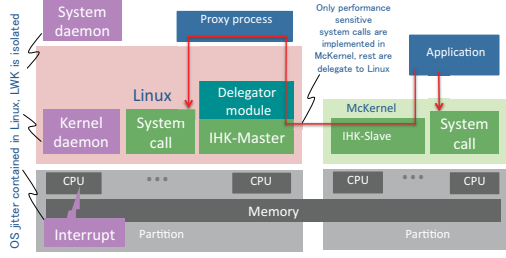 System
daemon
Proxy process
Only performance
sensitive
system calls are
implemented in
McKernel, rest are
delegate to Linux
Application
OS jitter contained in Linux, LWK is isolated
Linux
Delegator
module
McKernel
Kernel
daemon
System
call
IHK-Master
IHK-Slave
System
call
CPU
•••
CPU
CPU
•••
CPU
Memory
Interrupt
Partition
Partition